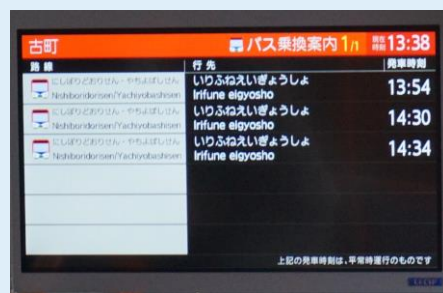 古町
バス乗換案内 1/1 現在時刻 13:38
路線 行先 発車時刻
にしぼりどおりせん・やちよばしせん いりふねえいぎょうしょ
Nishiboridorisen/Yachiyobashisen Irifune eigyosho 13:54
にしぼりどおりせん・やちよばしせん いりふねえいぎょうしょ
Nishiboridorisen/Yachiyobashisen Irifune eigyosho 14:30
にしぼりどおりせん・やちよばしせん いりふねえいぎょうしょ
Nishiboridorisen/Yachiyobashisen Irifune eigyosho 14:34
上記の発車時刻は、平常時運行のものです